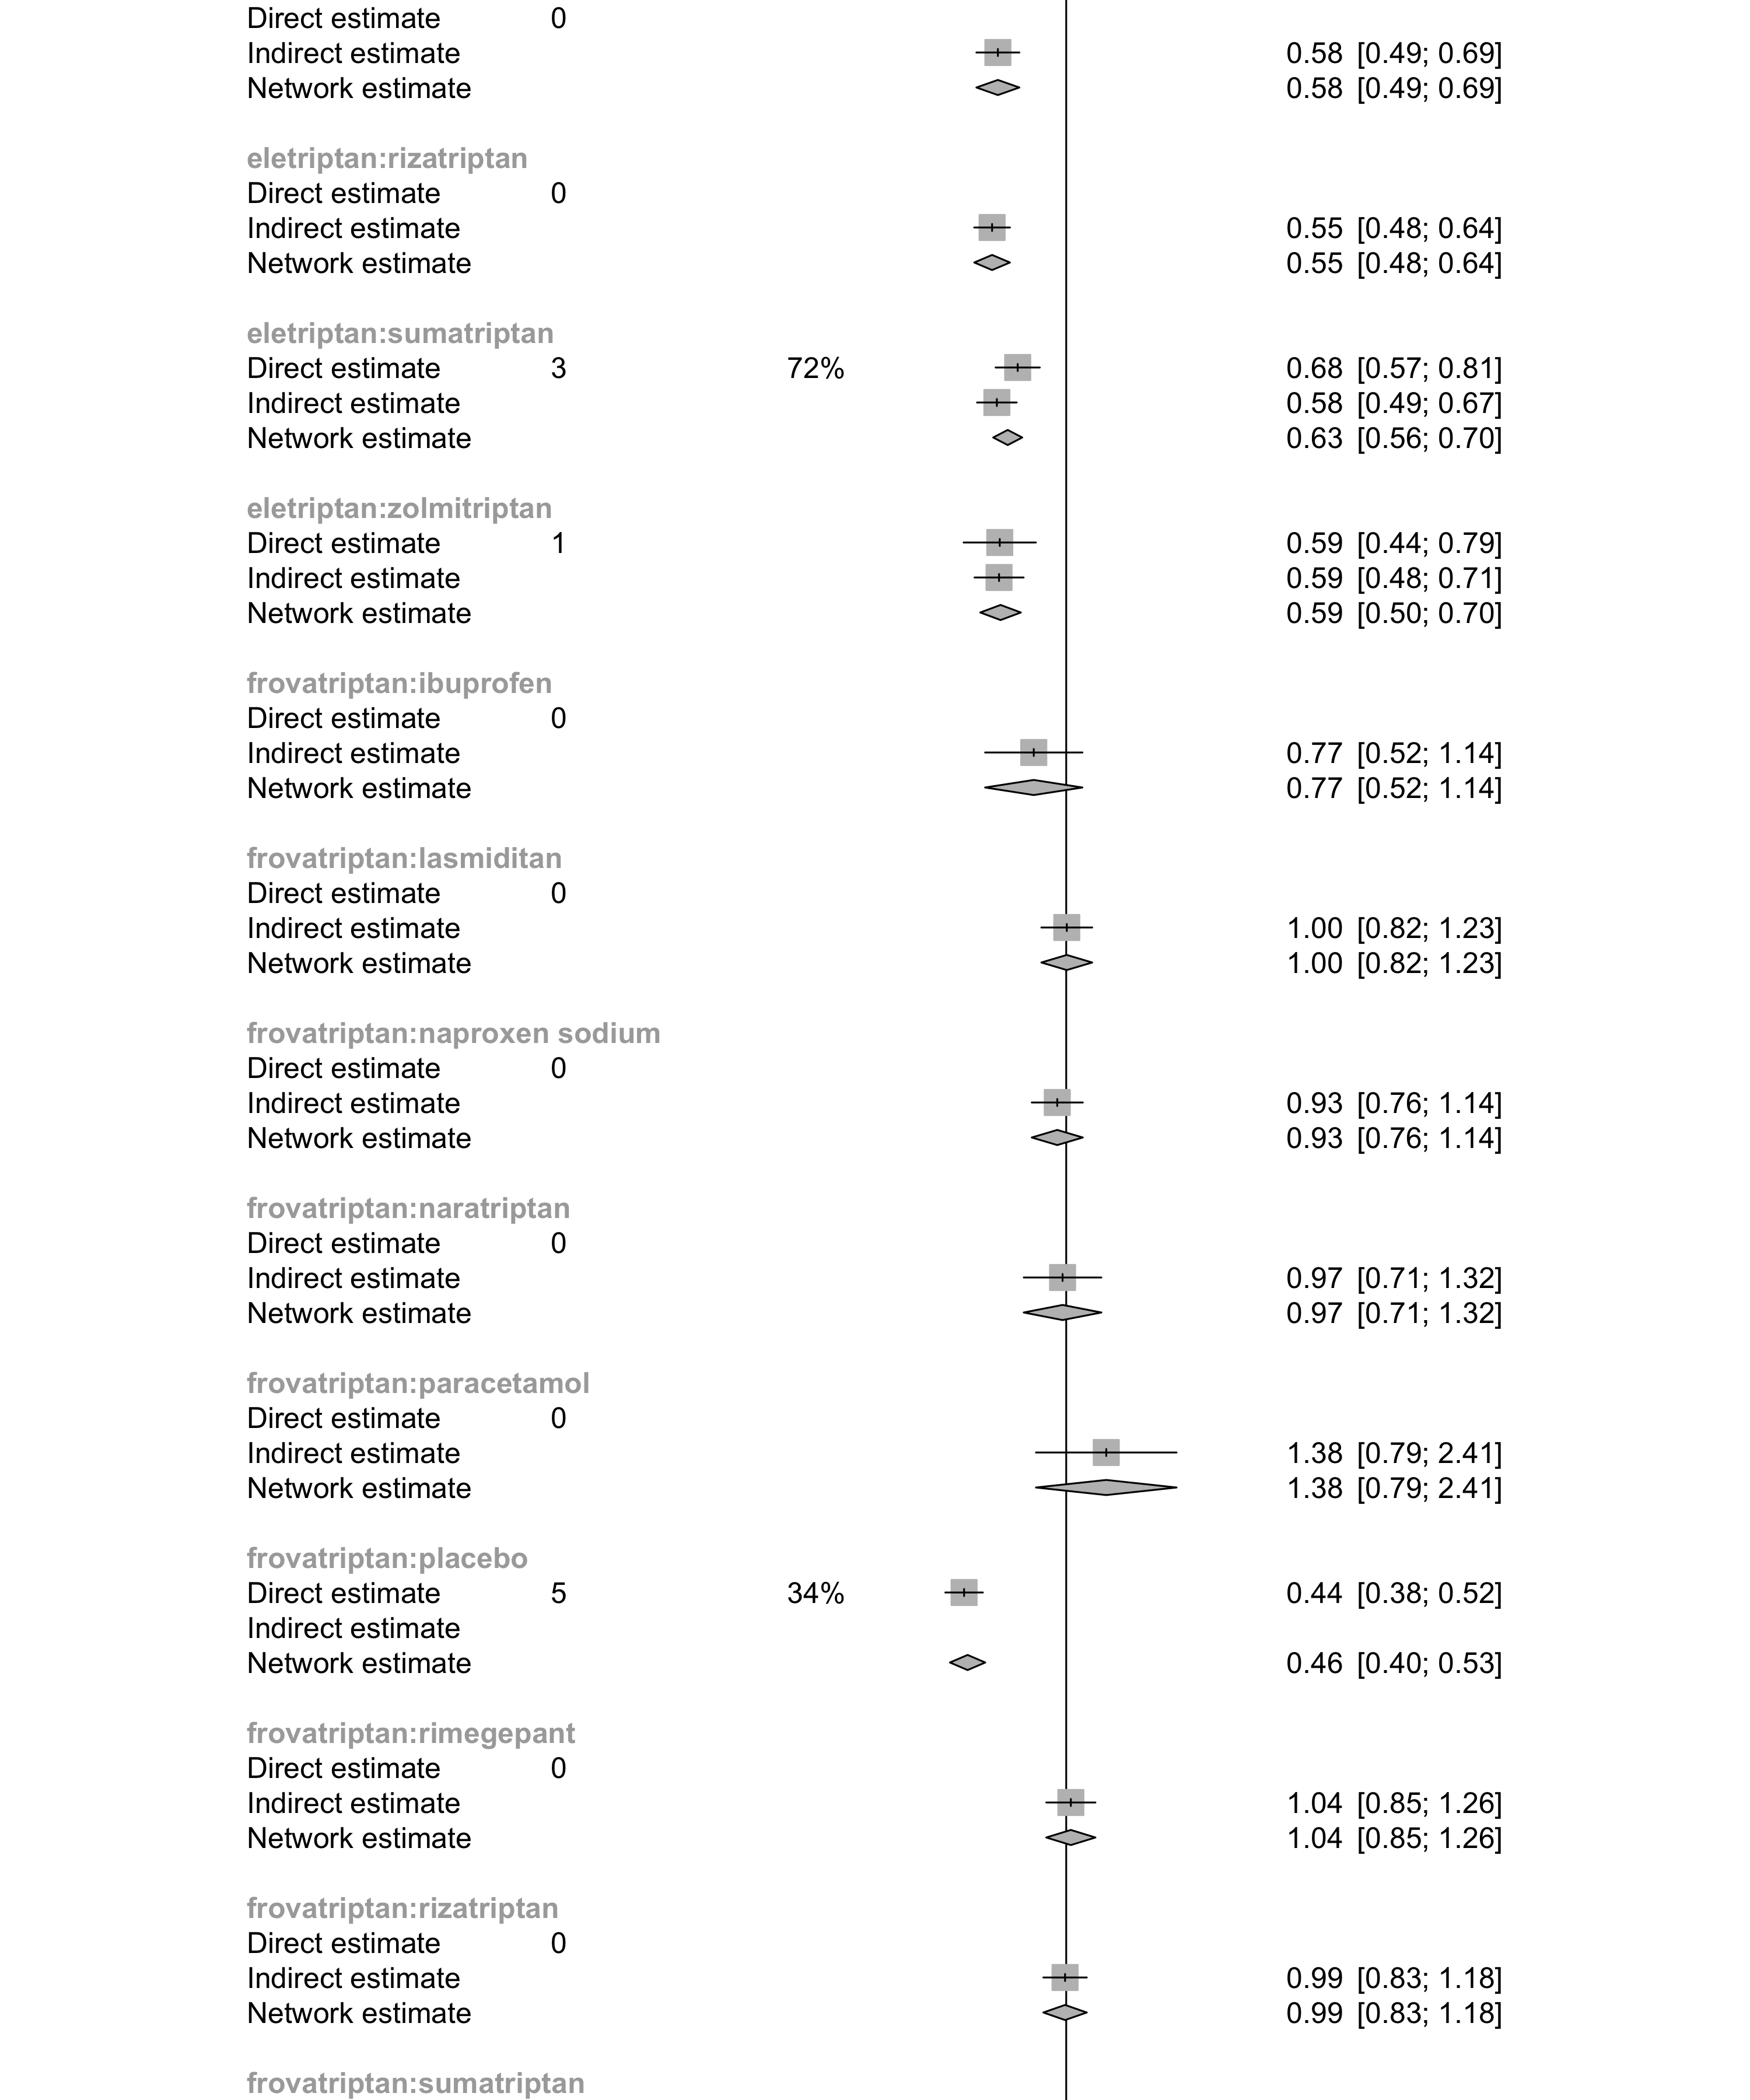 Direct estimate 0
Indirect estimate 0.58 [0.49; 0.69]
Network estimate 0.58 [0.49; 0.69]
eletriptan:rizatriptan
Direct estimate 0
Indirect estimate 0.55 [0.48; 0.64]
Network estimate 0.55 [0.48; 0.64]
eletriptan:sumatriptan
Direct estimate 3 72% 0.68 [0.57; 0.81]
Indirect estimate 0.58 [0.49; 0.67]
Network estimate 0.63 [0.56; 0.70]
eletriptan:zolmitriptan
Direct estimate 1 0.59 [0.44; 0.79]
Indirect estimate 0.59 [0.48; 0.71]
Network estimate 0.59 [0.50; 0.70]
frovatriptan:ibuprofen
Direct estimate 0
Indirect estimate 0.77 [0.52; 1.14]
Network estimate 0.77 [0.52; 1.14]
frovatriptan:lasmiditan
Direct estimate 0
Indirect estimate 1.00 [0.82; 1.23]
Network estimate 1.00 [0.82; 1.23]
frovatriptan:naproxen sodium
Direct estimate 0
Indirect estimate 0.93 [0.76; 1.14]
Network estimate 0.93 [0.76; 1.14]
frovatriptan:naratriptan
Direct estimate 0
Indirect estimate 0.97 [0.71; 1.32]
Network estimate 0.97 [0.71; 1.32]
frovatriptan:paracetamol
Direct estimate 0
Indirect estimate 1.38 [0.79; 2.41]
Network estimate 1.38 [0.79; 2.41]
frovatriptan:placebo
Direct estimate 5 34% 0.44 [0.38; 0.52]
Indirect estimate
Network estimate 0.46 [0.40; 0.53]
frovatriptan:rimegepant
Direct estimate 0
Indirect estimate 1.04 [0.85; 1.26]
Network estimate 1.04 [0.85; 1.26]
frovatriptan:rizatriptan
Direct estimate 0
Indirect estimate 0.99 [0.83; 1.18]
Network estimate 0.99 [0.83; 1.18]
frovatriptan:sumatriptan